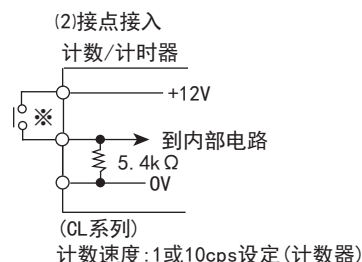 (2)接点接入
计数/计时器
※
+12V
到内部电路
5.4kΩ
0V
(CL系列)
计数速度:1或10cps设定(计数器)